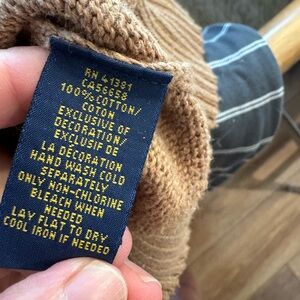 RN 41381
CA56658
100% COTTON/
COTON
EXCLUSIVE OF
DECORATION/
EXCLUSIF DE
LA DÉCORATION
HAND WASH COLD
SEPARATELY
ONLY NON-CHLORINE
BLEACH WHEN
NEEDED
LAY FLAT TO DRY
COOL IRON IF NEEDED